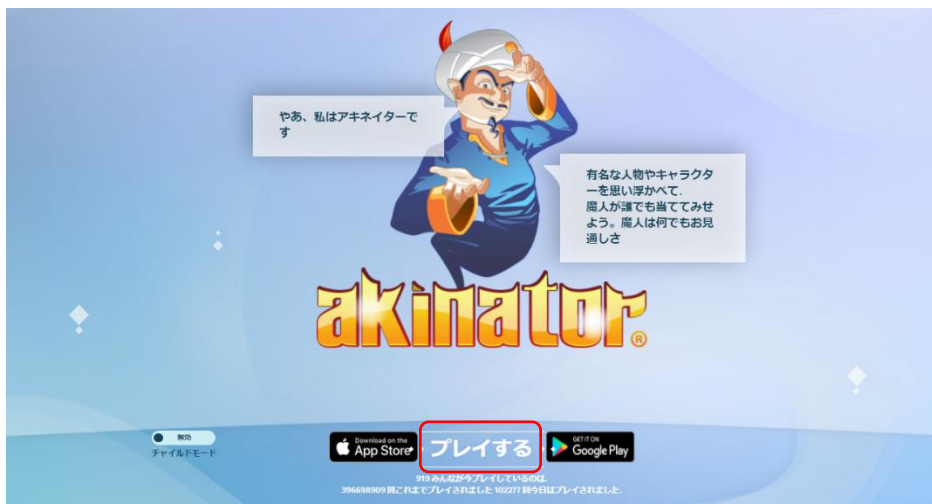 やあ、私はアキネイターで
す
有名な人物やキャラクタ
ーを思い浮かべて.
魔人が誰でも当ててみせ
よう。魔人は何でもお見
通しさ
akinator®
無効
チャイルドモード
Download on the
App Store
プレイする
GET IT ON
Google Play
919 みんなが今プレイしているのは.
396698909 回これまでプレイされました 102277 回今日はプレイされました.